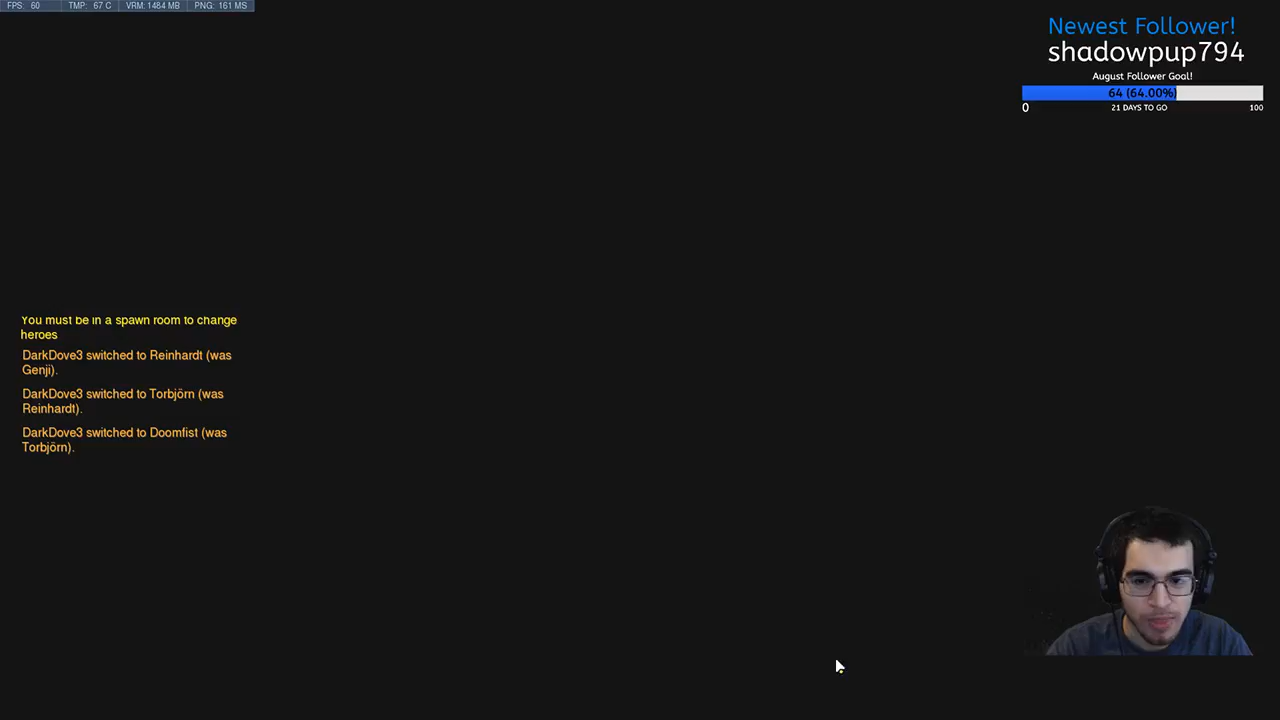 FPS: 60 TMP: 67 C VRM: 1484 MB PNG: 161 MS
Newest Follower!
shadowpup794
August Follower Goal!
64 (64.00%)
0 21 DAYS TO GO 100
You must be in a spawn room to change
heroes
DarkDove3 switched to Reinhardt (was
Genji).
DarkDove3 switched to Torbjörn (was
Reinhardt).
DarkDove3 switched to Doomfist (was
Torbjörn).